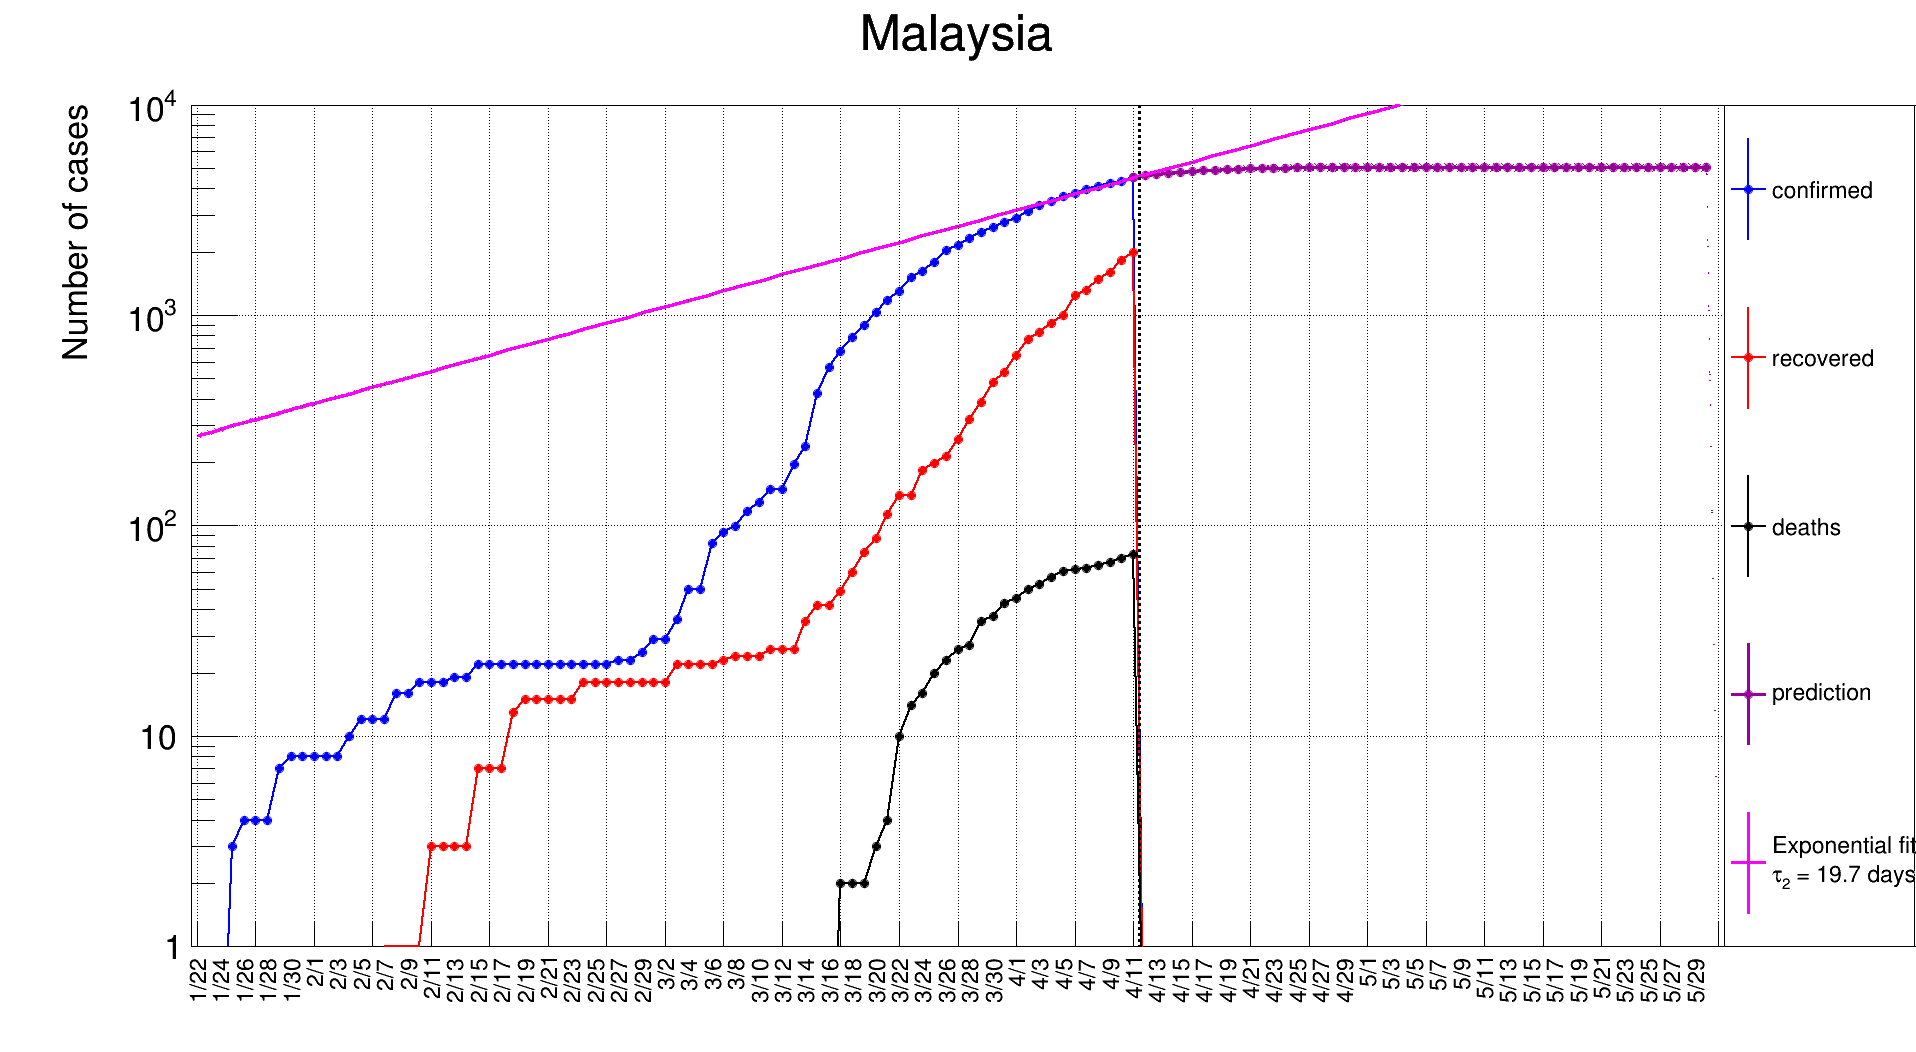 Malaysia
Number of cases
10⁴
10³
10²
10
1
1/22 1/24 1/26 1/28 1/30 2/1 2/3 2/5 2/7 2/9 2/11 2/13 2/15 2/17 2/19 2/21 2/23 2/25 2/27 2/29 3/2 3/4 3/6 3/8 3/10 3/12 3/14 3/16 3/18 3/20 3/22 3/24 3/26 3/28 3/30 4/1 4/3 4/5 4/7 4/9 4/11 4/13 4/15 4/17 4/19 4/21 4/23 4/25 4/27 4/29 5/1 5/3 5/5 5/7 5/9 5/11 5/13 5/15 5/17 5/19 5/21 5/23 5/25 5/27 5/29
confirmed
recovered
deaths
prediction
Exponential fit
τ₂ = 19.7 days